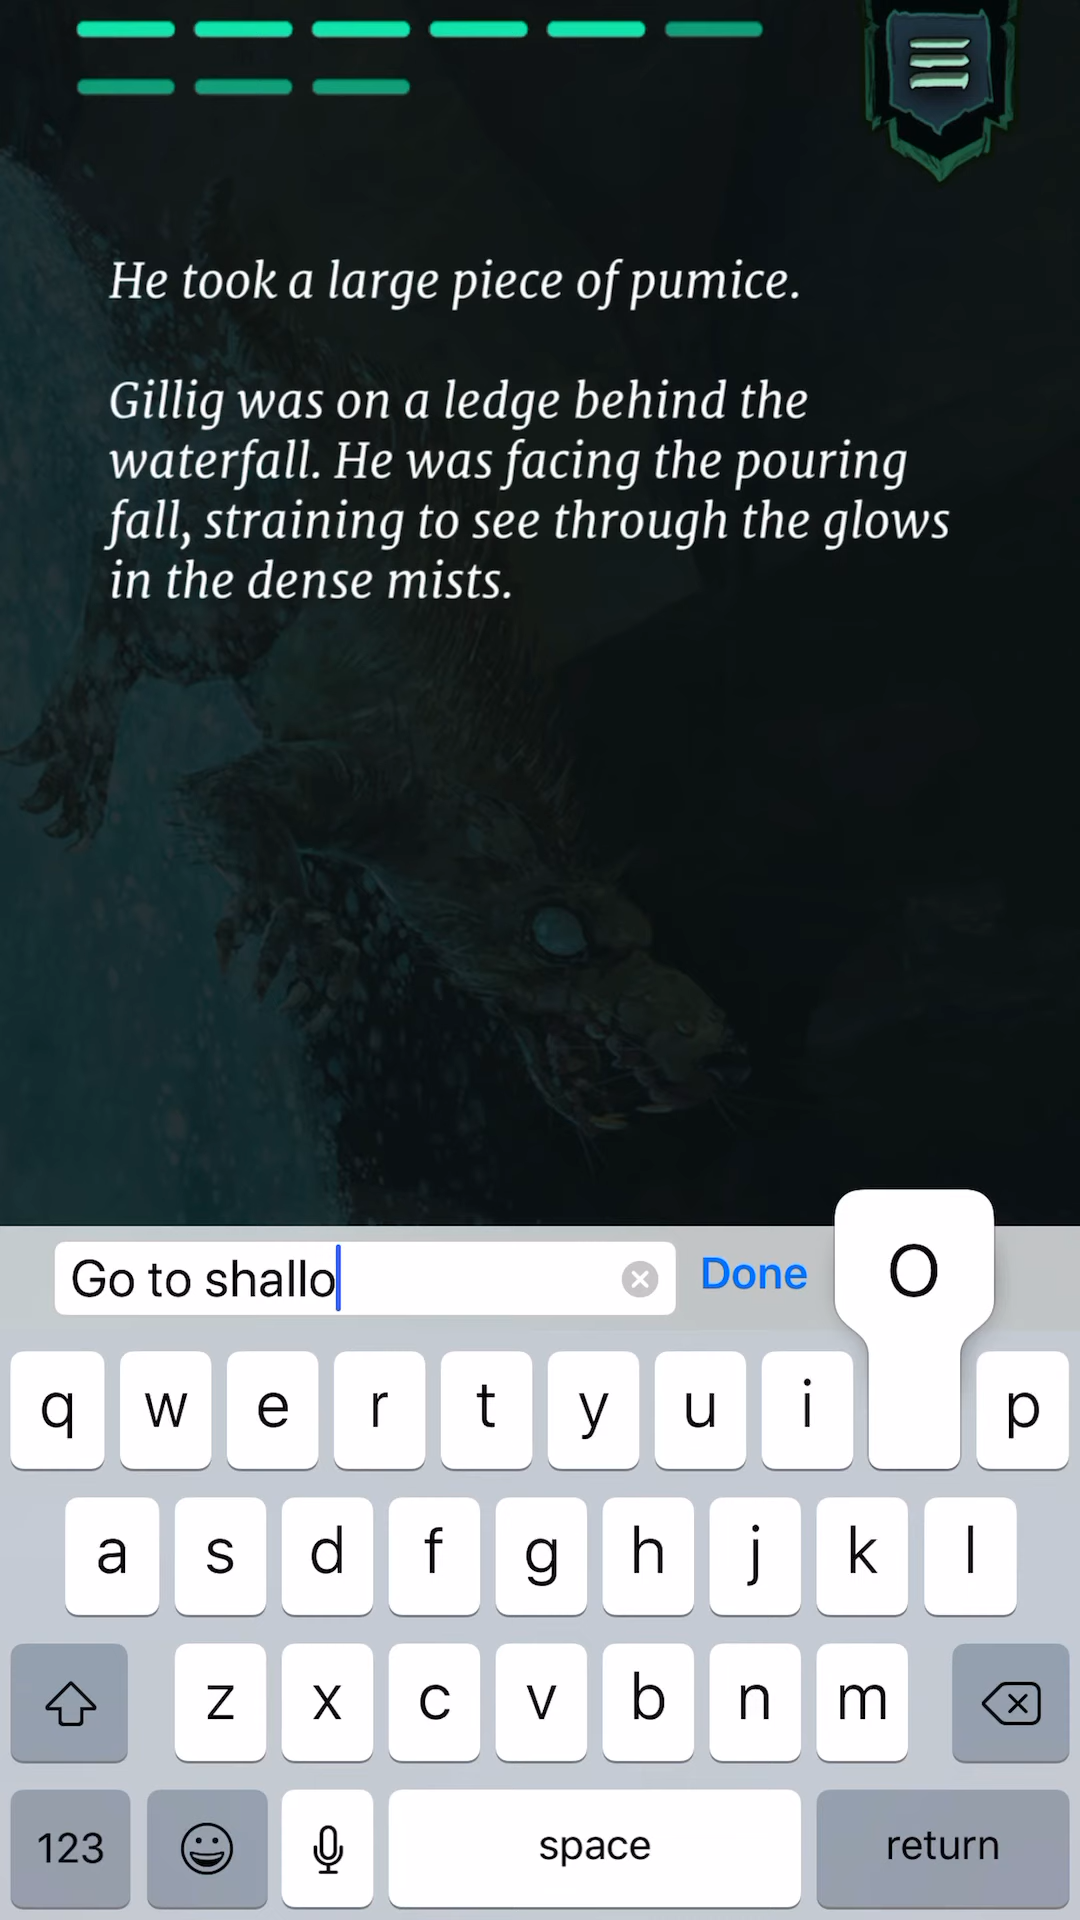 He took a large piece of pumice.
Gillig was on a ledge behind the
waterfall. He was facing the pouring
fall, straining to see through the glows
in the dense mists.
Go to shallo
Done
O
q w e r t y u i p
a s d f g h j k l
z x c v b n m
123 space return